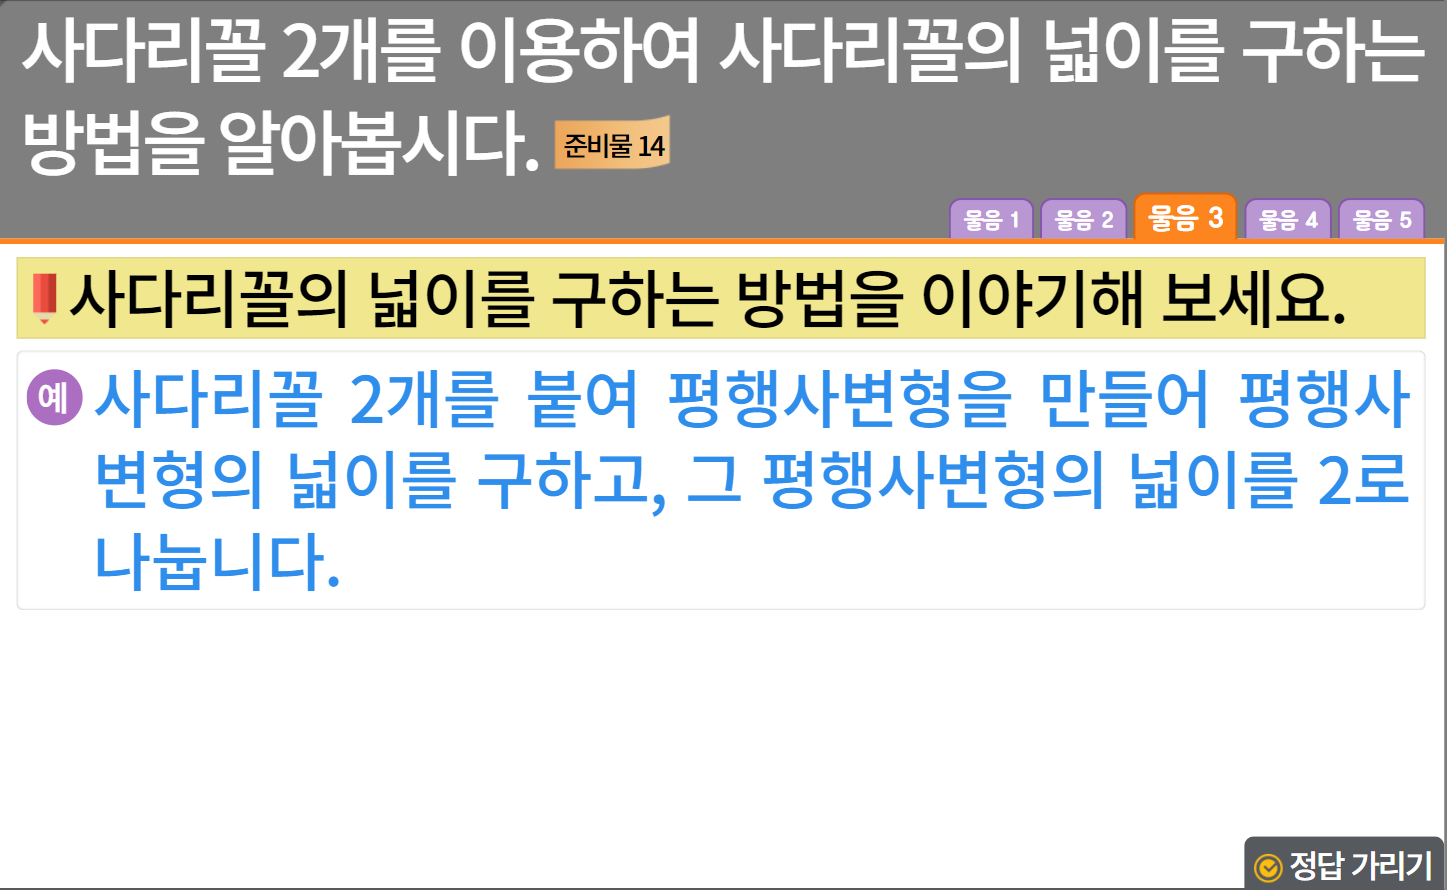 사다리꼴 2개를 이용하여 사다리꼴의 넓이를 구하는
방법을 알아봅시다. 준비물 14
물음 1 물음 2 물음 3 물음 4 물음 5
사다리꼴의 넓이를 구하는 방법을 이야기해 보세요.
예 사다리꼴 2개를 붙여 평행사변형을 만들어 평행사
변형의 넓이를 구하고, 그 평행사변형의 넓이를 2로
나눕니다.
정답 가리기